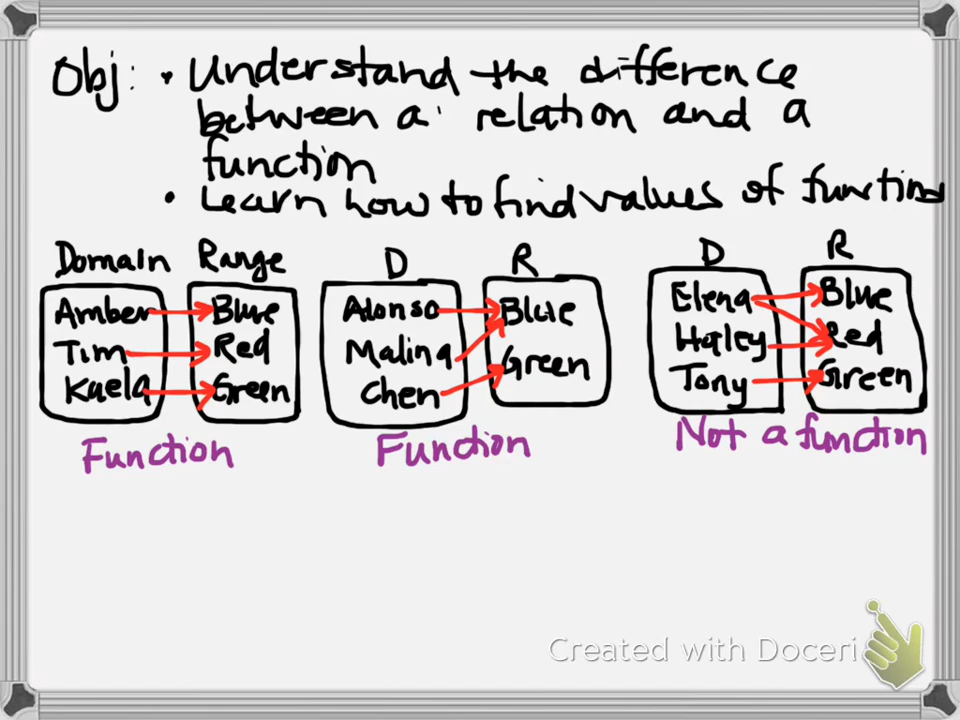 Obj: • Understand the difference
between a relation and a
function
• Learn how to find values of functions
Domain Range
Amber Blue
Tim Red
Kaela Green
Function
D R
Alonso Blue
Malina Green
Chen
Function
D R
Elena Blue
Hotley Red
Tony Green
Not a function
Created with Doceri